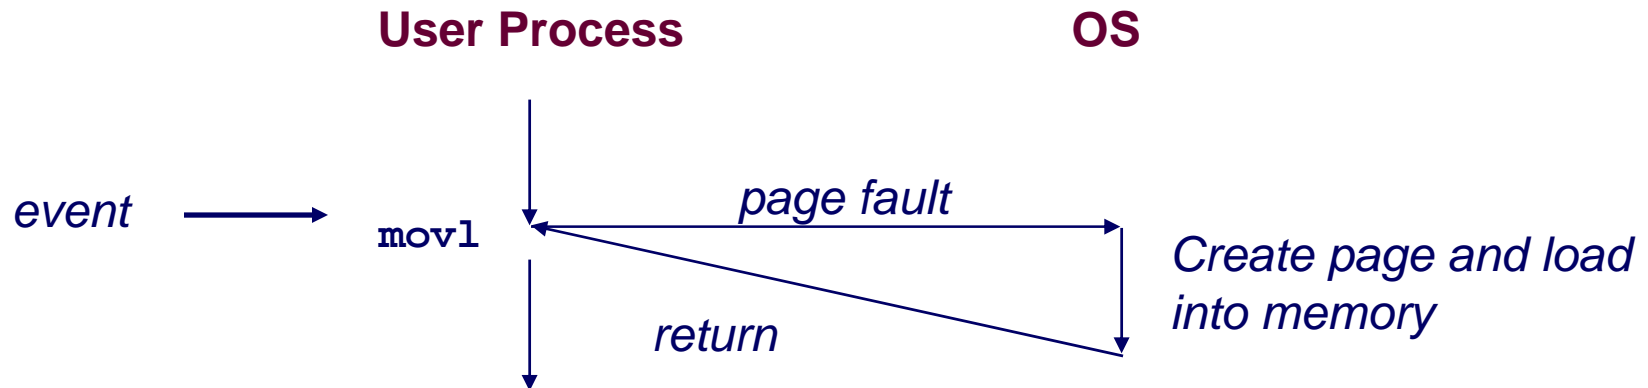 User Process
OS
event
movl
page fault
Create page and load
into memory
return